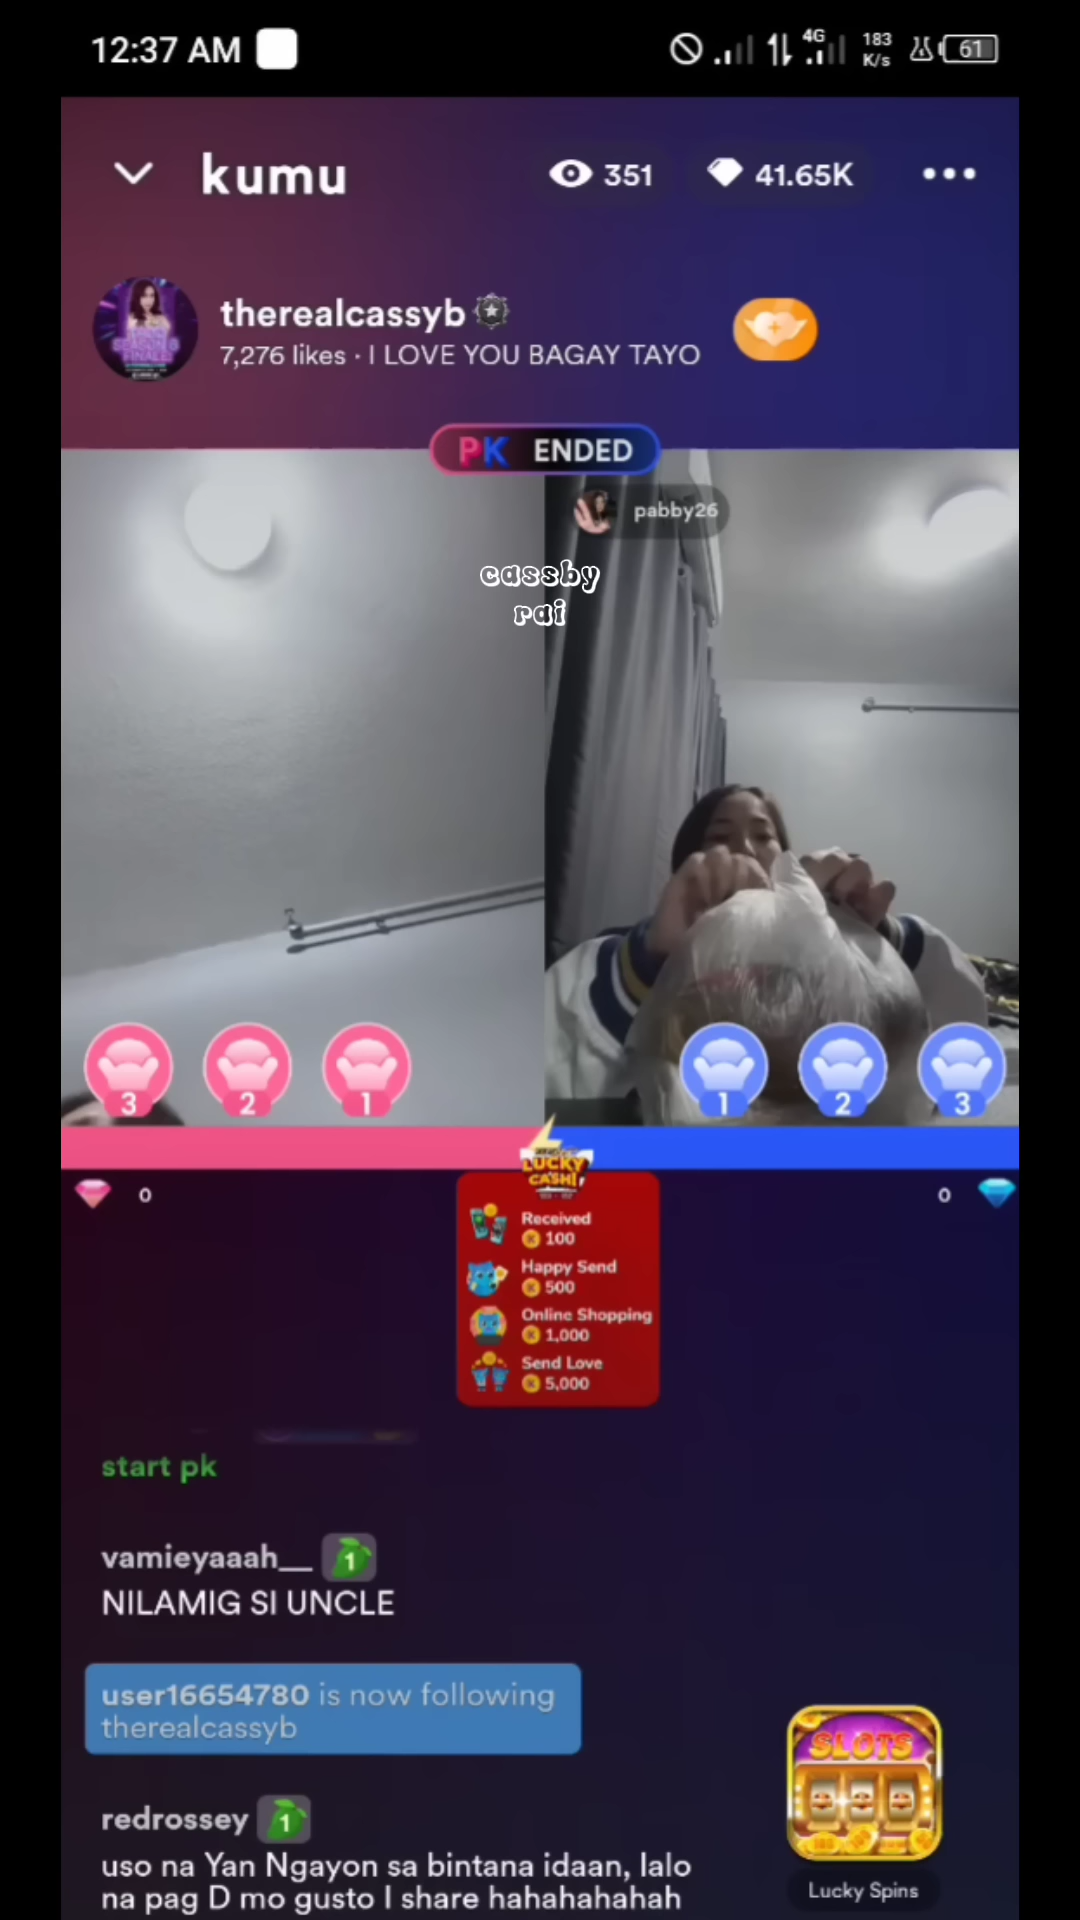 12:37 AM
4G
183
K/s
61
kumu
351
41.65K
therealcassyb
7,276 likes · I LOVE YOU BAGAY TAYO
PK ENDED
pabby26
cassby
rai
3
2
1
1
2
3
LUCKY
CASH!
0
0
Received
100
Happy Send
500
Online Shopping
1,000
Send Love
5,000
start pk
vamieyaaah__ 1
NILAMIG SI UNCLE
user16654780 is now following
therealcassyb
redrossey 1
uso na Yan Ngayon sa bintana idaan, lalo
na pag D mo gusto I share hahahahahah
SLOTS
Lucky Spins